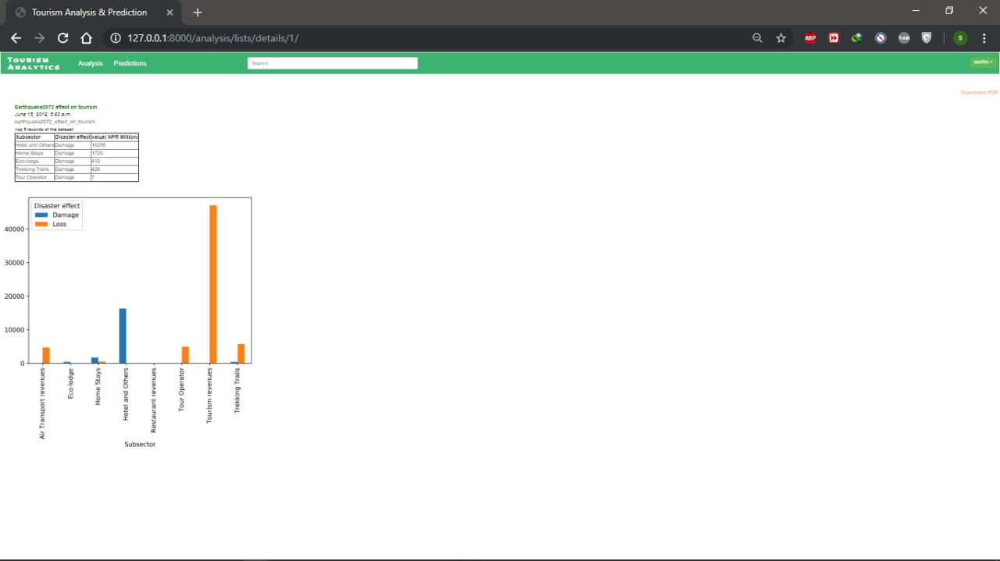 Tourism Analysis & Prediction
127.0.0.1:8000/analysis/lists/details/1/
ABP
YAB
S
TOURISM
ANALYTICS
Analysis Predictions Search sachin
Download PDF
Earthquake2072 effect on tourism
June 15, 2019, 5:52 a.m.
earthquake2072_effect_on_tourism
Top 5 records of the dataset
Subsector Disaster effect value( NPR Million)
Hotel and Others Damage 16295
Home Stays Damage 1720
Eco-lodge Damage 415
Trekking Trails Damage 426
Tour Operator Damage 7
Disaster effect
Damage
Loss
40000
30000
20000
10000
0
Air Transport revenues
Eco-lodge
Home Stays
Hotel and Others
Restaurant revenues
Tour Operator
Tourism revenues
Trekking Trails
Subsector